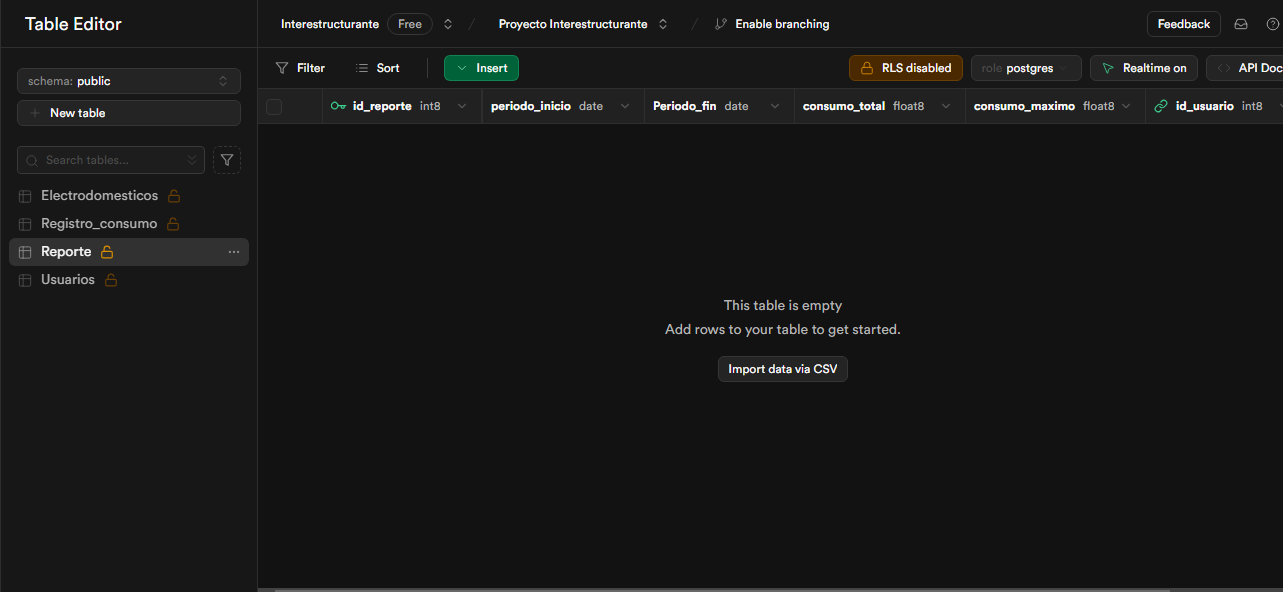 Table Editor
Interestructurante Free / Proyecto Interestructurante / Enable branching Feedback
schema: public
New table
Search tables...
Electrodomesticos
Registro_consumo
Reporte
Usuarios
Filter Sort Insert RLS disabled role postgres Realtime on API Doc
id_reporte int8 periodo_inicio date Periodo_fin date consumo_total float8 consumo_maximo float8 id_usuario int8
This table is empty
Add rows to your table to get started.
Import data via CSV